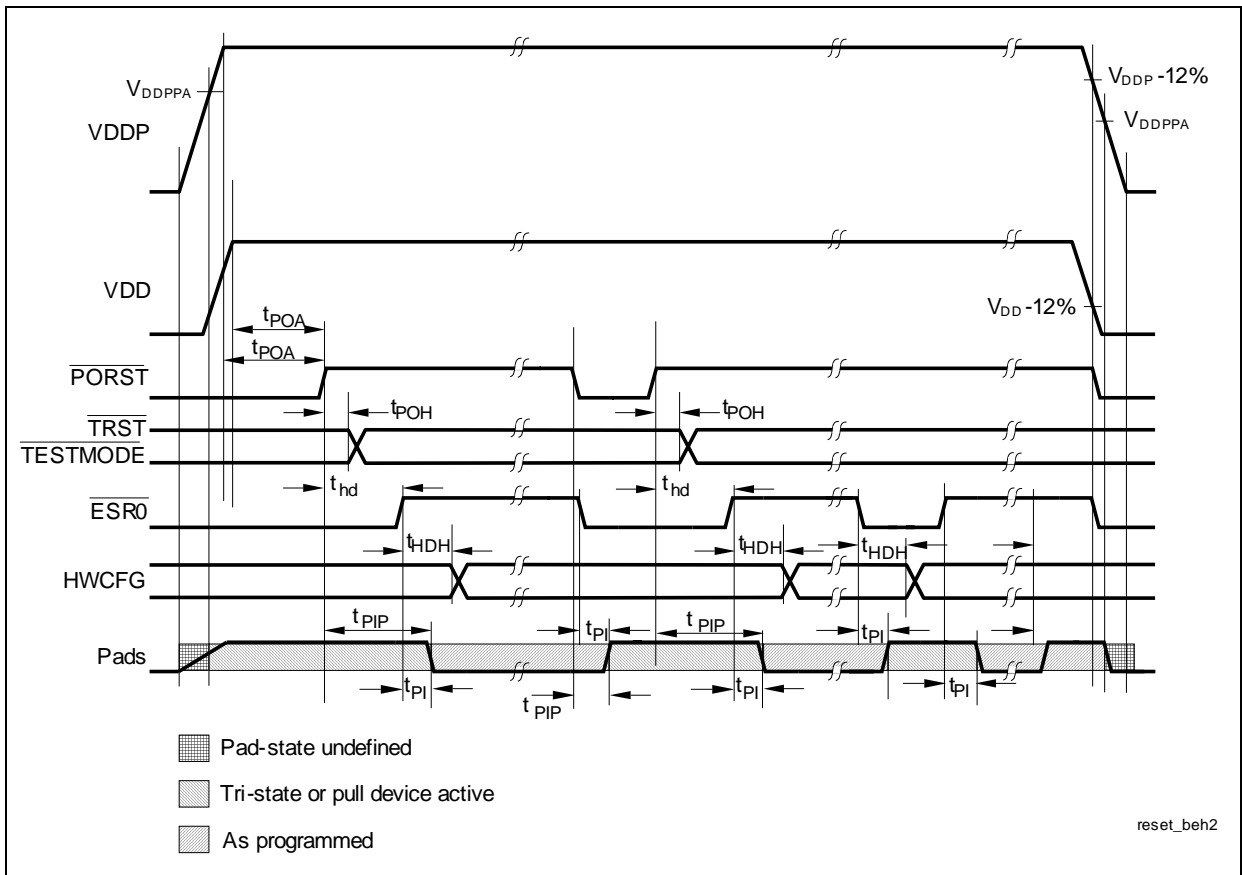 VDDPPA
VDDP -12%
VDDP
VDDPPA
VDD
VDD -12%
tPOA
tPOA
PORST
tPOH
tPOH
TRST
TESTMODE
thd
thd
ESR0
tHDH
tHDH
tHDH
HWCFG
tPIP
tPI
tPIP
tPI
Pads
tPI
tPIP
tPI
tPI
Pad-state undefined
Tri-state or pull device active
As programmed
reset_beh2